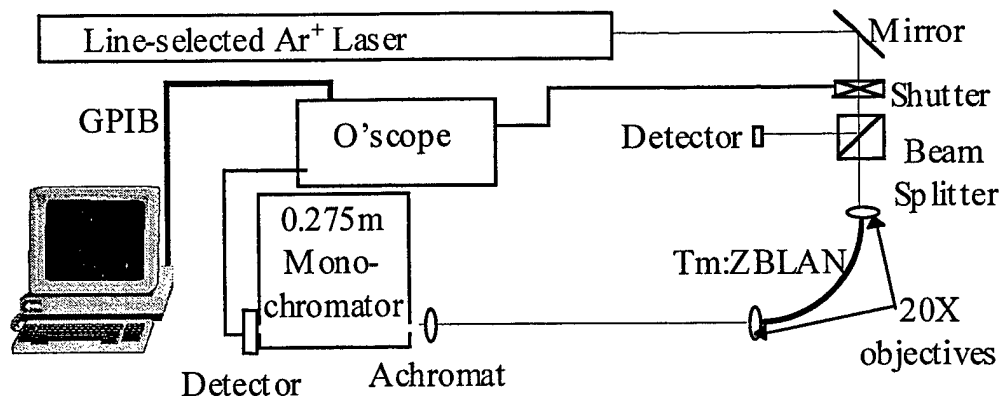 Line-selected Ar⁺ Laser
Mirror
GPIB
O'scope
Shutter
Detector
Beam
Splitter
0.275m
Mono-
chromator
Tm:ZBLAN
20X
objectives
Detector
Achromat